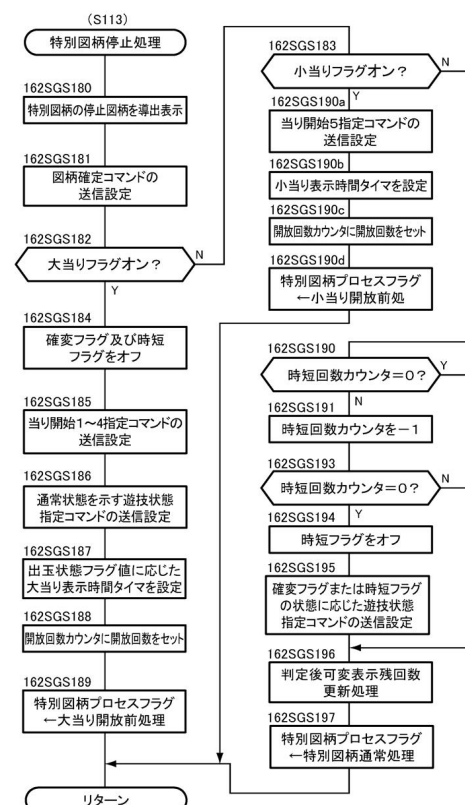 (S113)
特別図柄停止処理
162SGS180
特別図柄の停止図柄を導出表示
162SGS181
図柄確定コマンドの
送信設定
162SGS182
大当りフラグオン？
N
Y
162SGS184
確変フラグ及び時短
フラグをオフ
162SGS185
当り開始1～4指定コマンドの
送信設定
162SGS186
通常状態を示す遊技状態
指定コマンドの送信設定
162SGS187
出玉状態フラグ値に応じた
大当り表示時間タイマを設定
162SGS188
開放回数カウンタに開放回数をセット
162SGS189
特別図柄プロセスフラグ
←大当り開放前処理
リターン
162SGS183
小当りフラグオン？
N
Y
162SGS190a
当り開始5指定コマンドの
送信設定
162SGS190b
小当り表示時間タイマを設定
162SGS190c
開放回数カウンタに開放回数をセット
162SGS190d
特別図柄プロセスフラグ
←小当り開放前処
162SGS190
時短回数カウンタ＝0？
Y
N
162SGS191
時短回数カウンタを－1
162SGS193
時短回数カウンタ＝0？
N
Y
162SGS194
時短フラグをオフ
162SGS195
確変フラグまたは時短フラグ
の状態に応じた遊技状態
指定コマンドの送信設定
162SGS196
判定後可変表示残回数
更新処理
162SGS197
特別図柄プロセスフラグ
←特別図柄通常処理